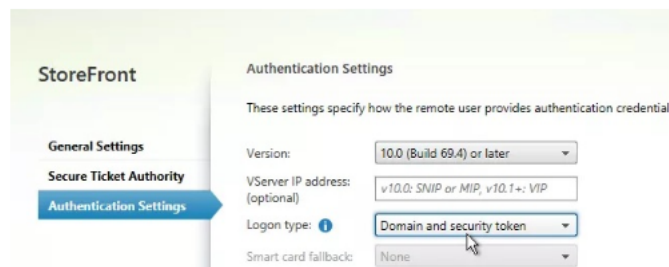 StoreFront
General Settings
Secure Ticket Authority
Authentication Settings
Authentication Settings
These settings specify how the remote user provides authentication credential
Version: 10.0 (Build 69.4) or later
VServer IP address: (optional) v10.0: SNIP or MIP, v10.1+: VIP
Logon type: Domain and security token
Smart card fallback: None